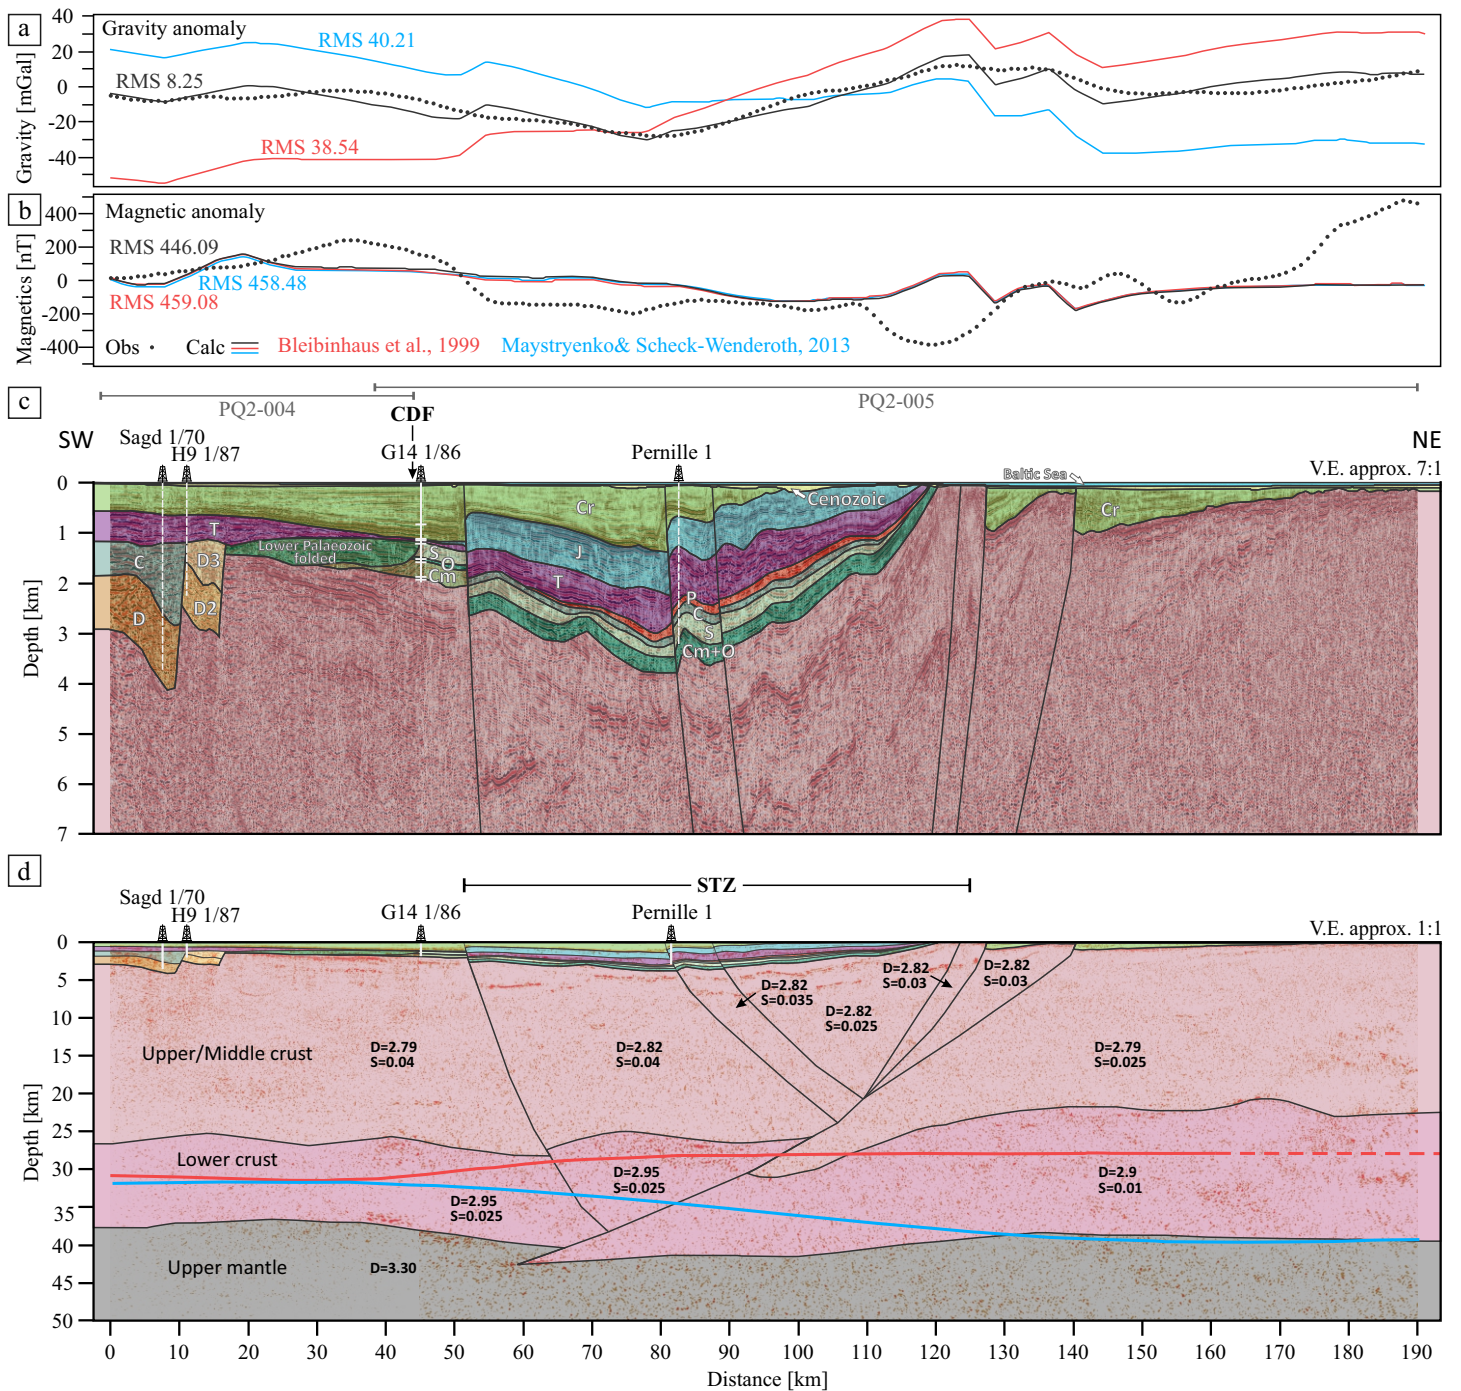 a
Gravity anomaly
RMS 40.21
RMS 8.25
RMS 38.54
Gravity [mGal]
40
20
0
-20
-40
b
Magnetic anomaly
RMS 446.09
RMS 458.48
RMS 459.08
Magnetics [nT]
400
200
0
-200
-400
Obs
Calc
Bleibinhaus et al., 1999
Maystryenko& Scheck-Wenderoth, 2013
c
PQ2-004
PQ2-005
CDF
SW
NE
Sagd 1/70
H9 1/87
G14 1/86
Pernille 1
V.E. approx. 7:1
Baltic Sea
Cenozoic
Cr
Cr
T
Lower Palaeozoic
folded
C
D3
D2
D
S
O
Cm
J
T
P
C
S
Cm+O
Depth [km]
0
1
2
3
4
5
6
7
d
STZ
Sagd 1/70
H9 1/87
G14 1/86
Pernille 1
V.E. approx. 1:1
D=2.82
S=0.035
D=2.82
S=0.03
D=2.82
S=0.03
D=2.82
S=0.025
Upper/Middle crust
D=2.79
S=0.04
D=2.82
S=0.04
D=2.79
S=0.025
Lower crust
D=2.95
S=0.025
D=2.95
S=0.025
D=2.9
S=0.01
Upper mantle
D=3.30
Depth [km]
0
5
10
15
20
25
30
35
40
45
50
0 10 20 30 40 50 60 70 80 90 100 110 120 130 140 150 160 170 180 190
Distance [km]